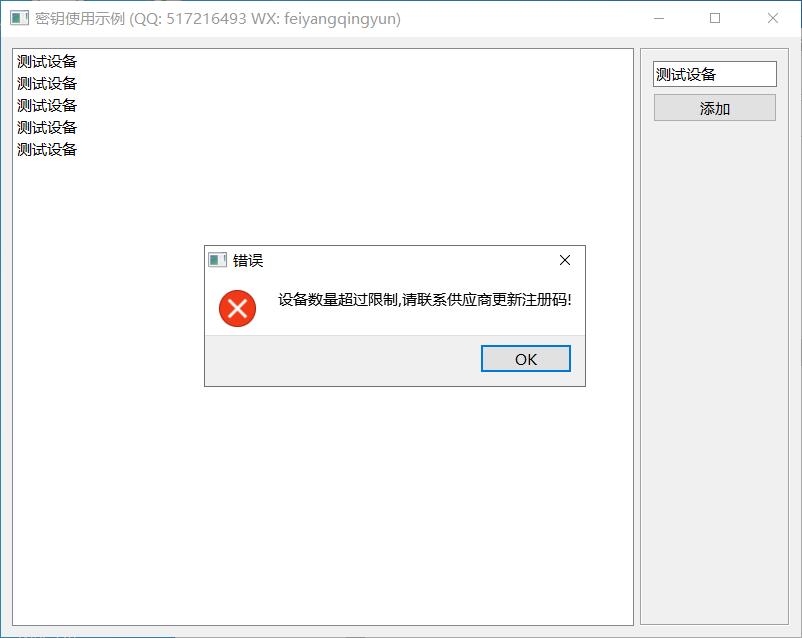 密钥使用示例 (QQ: 517216493 WX: feiyangqingyun)
测试设备
测试设备
测试设备
测试设备
测试设备
测试设备
添加
错误
设备数量超过限制,请联系供应商更新注册码!
OK